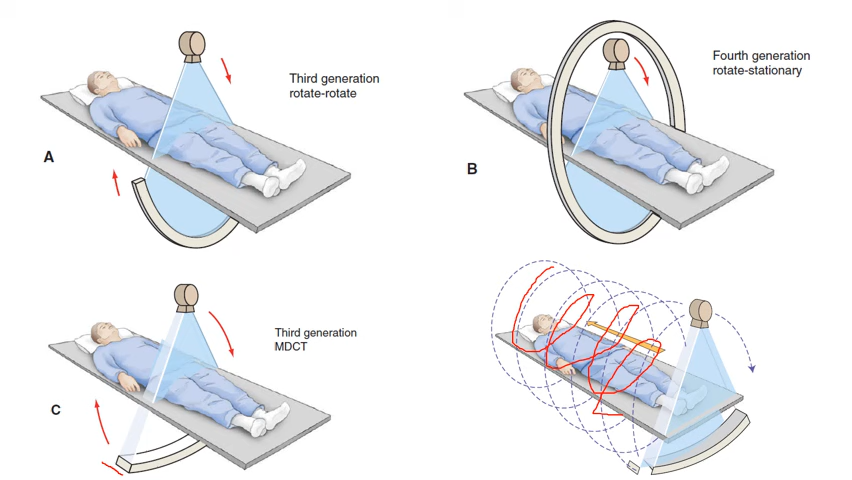 Third generation
rotate-rotate
A
Fourth generation
rotate-stationary
B
Third generation
MDCT
C